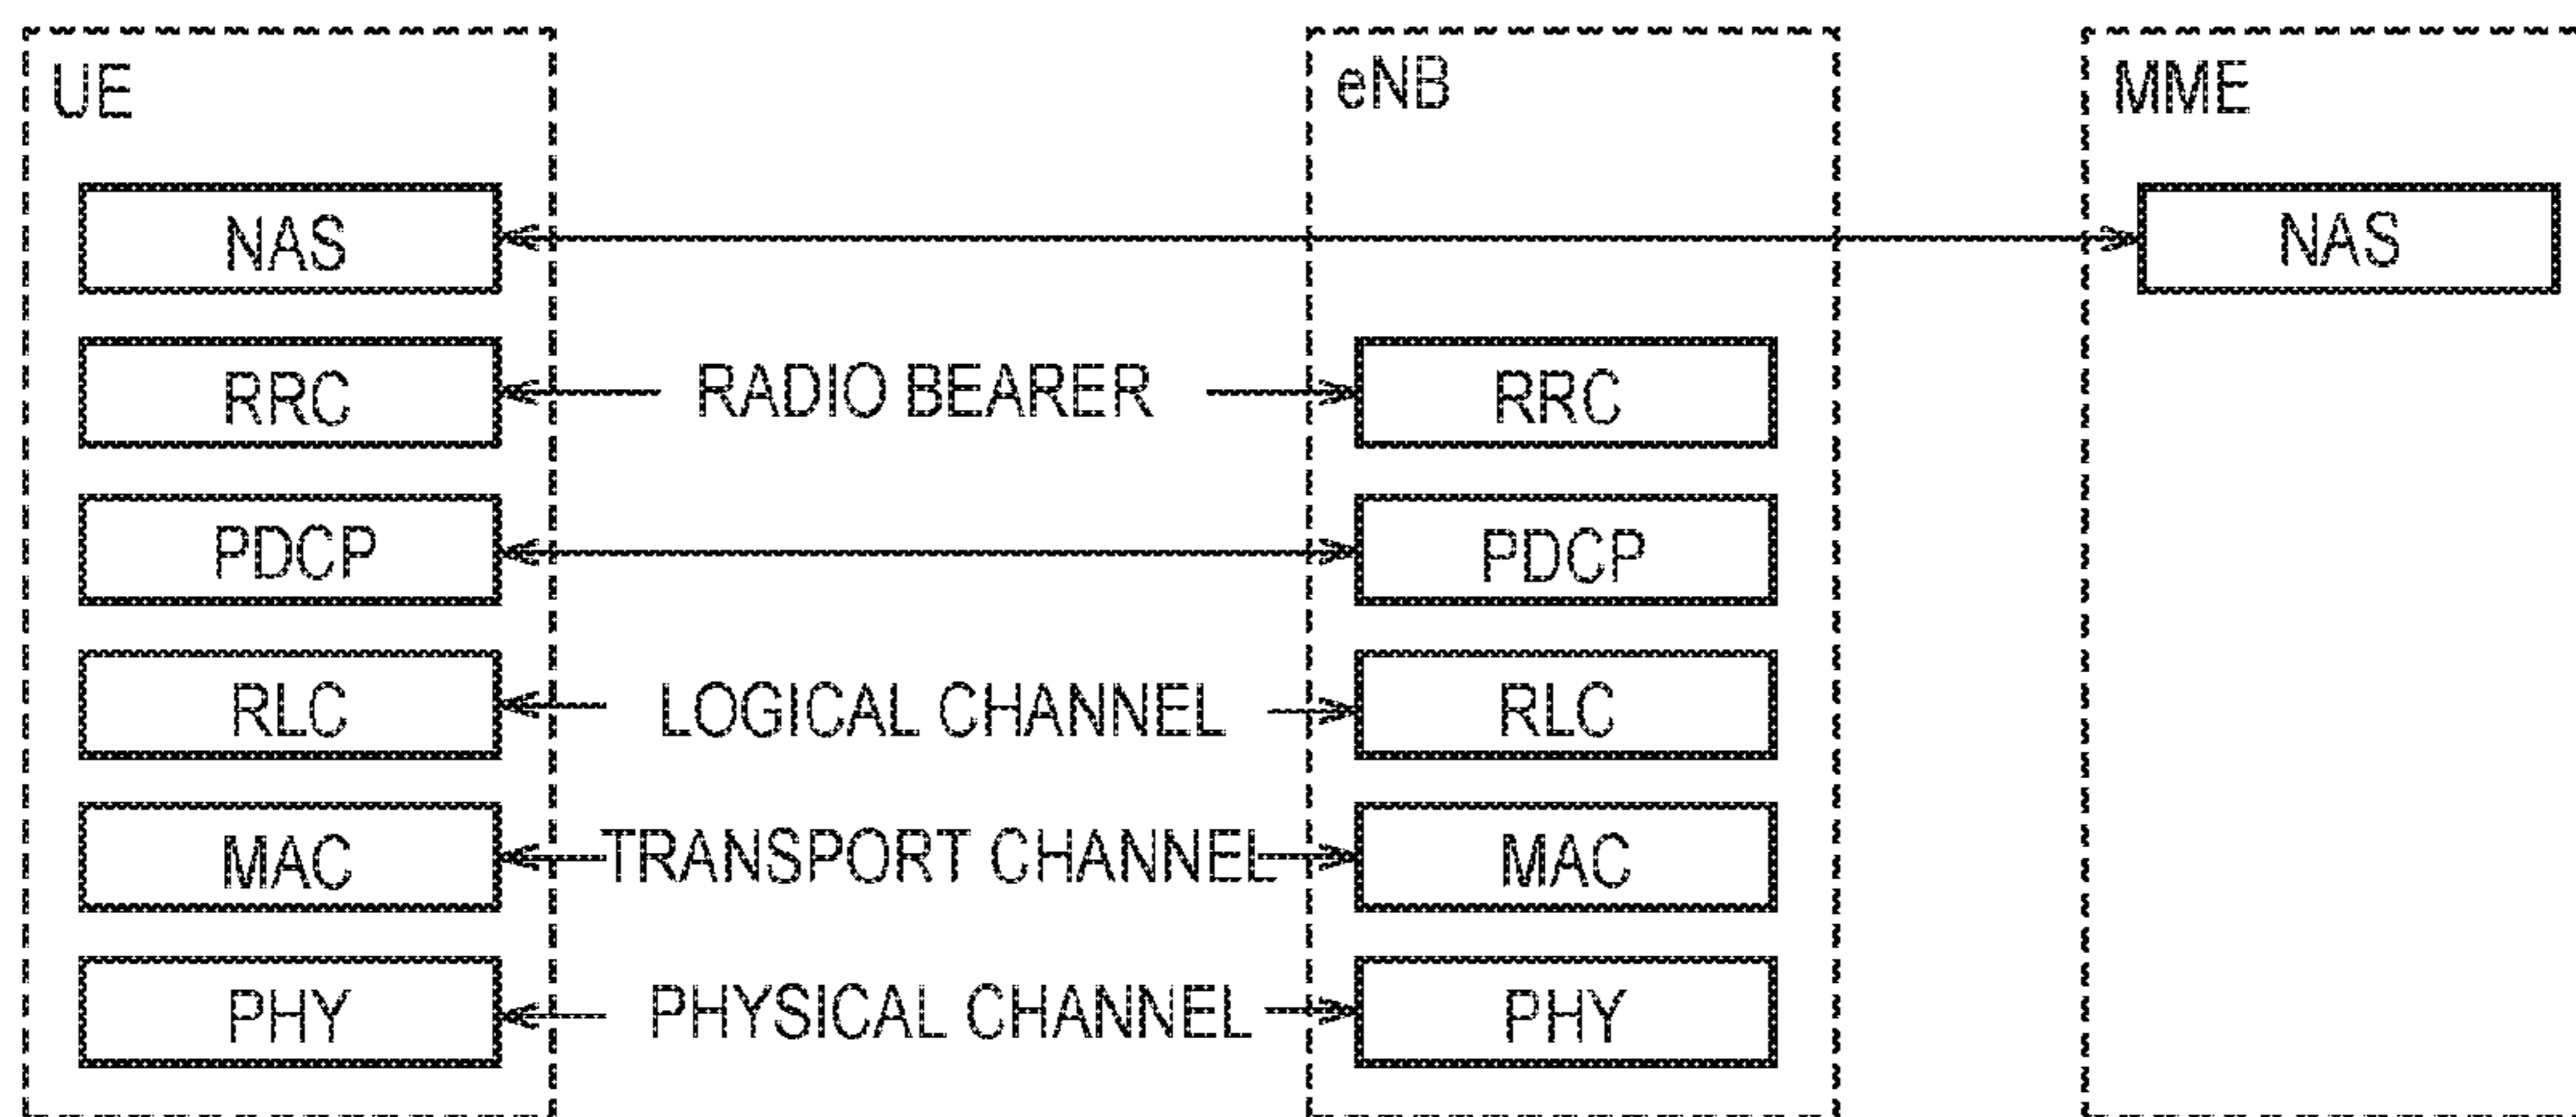 UE eNB MME
NAS NAS
RRC RADIO BEARER RRC
PDCP PDCP
RLC LOGICAL CHANNEL RLC
MAC TRANSPORT CHANNEL MAC
PHY PHYSICAL CHANNEL PHY